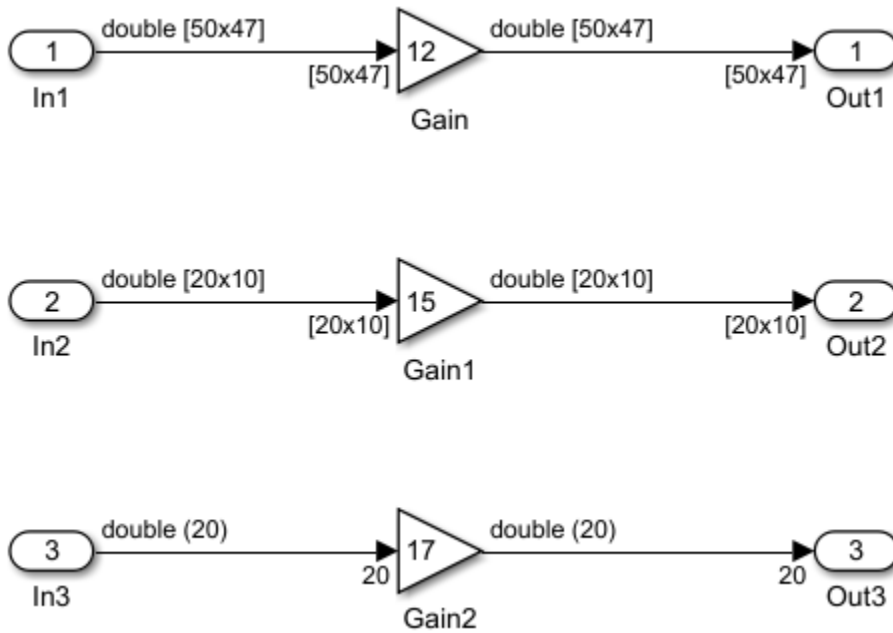 1
double [50x47]
12
double [50x47]
1
[50x47]
[50x47]
In1
Gain
Out1
2
double [20x10]
15
double [20x10]
2
[20x10]
[20x10]
In2
Gain1
Out2
3
double (20)
17
double (20)
3
20
20
In3
Gain2
Out3